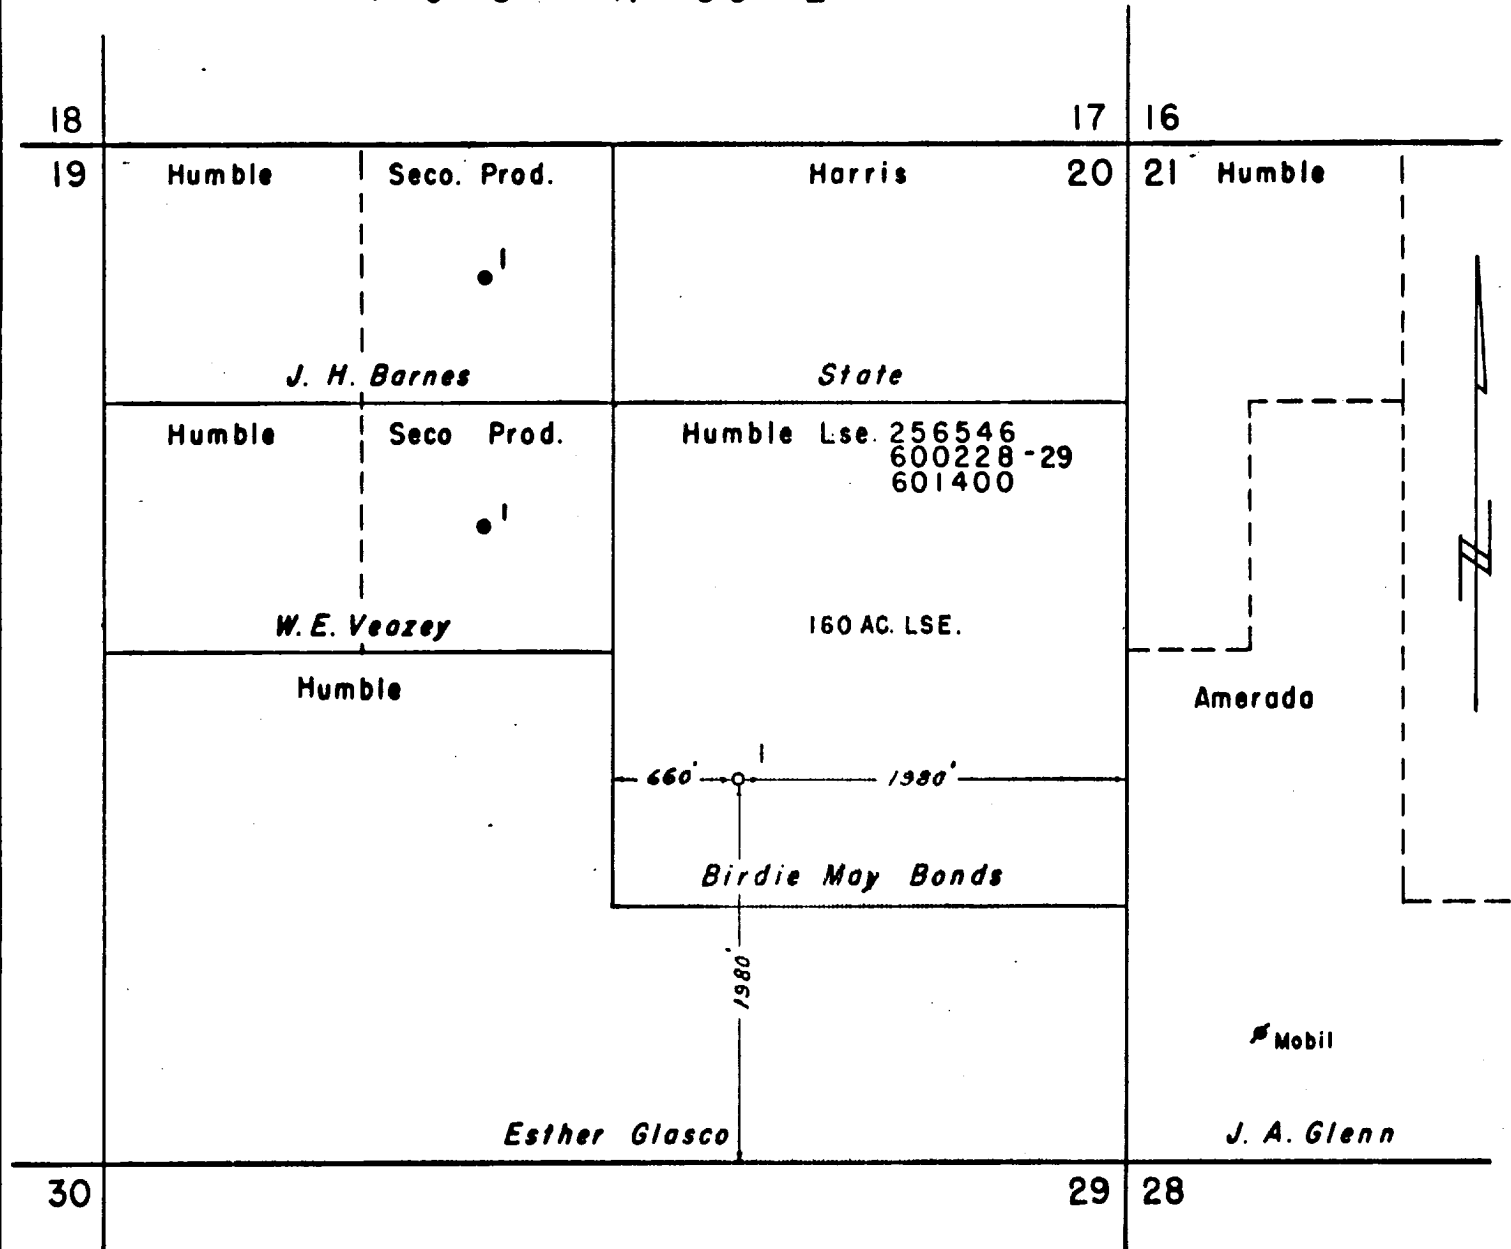 18
17 16
19 Humble Seco. Prod. Harris 20 21 Humble
1
J. H. Barnes State
Humble Seco Prod. Humble Lse. 256546
600228-29
601400
1
W. E. Veazey 160 AC. LSE.
Humble Amerada
1
660' 1980'
Birdie May Bonds
1980'
Mobil
Esther Glasco J. A. Glenn
30 29 28